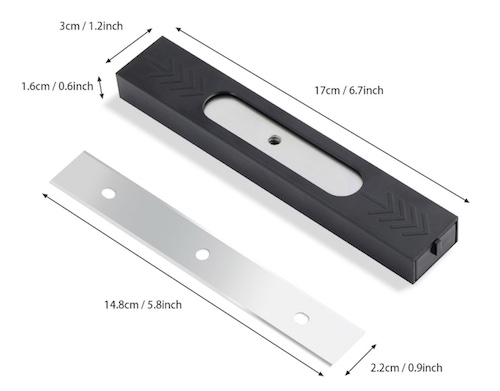 3cm / 1.2inch
1.6cm / 0.6inch
17cm / 6.7inch
14.8cm / 5.8inch
2.2cm / 0.9inch